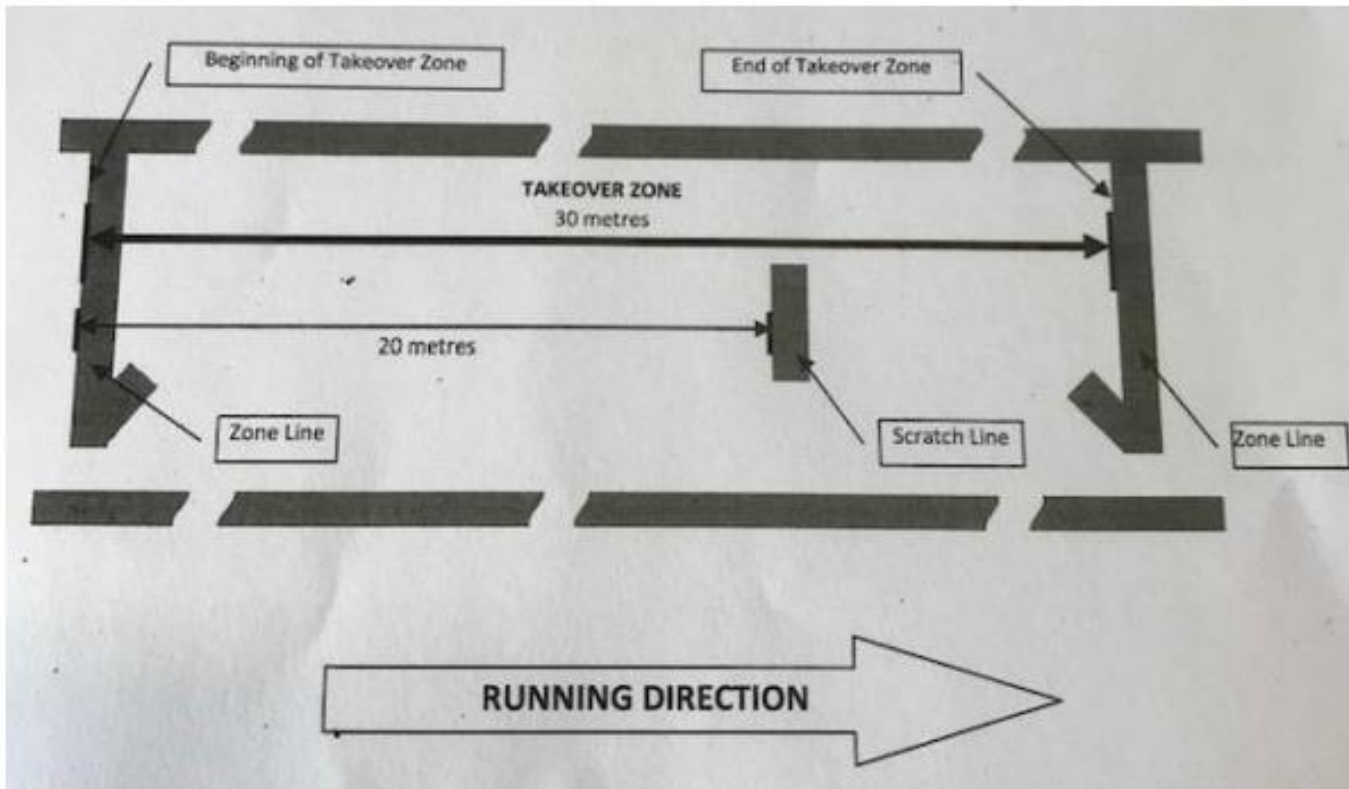 Beginning of Takeover Zone
End of Takeover Zone
TAKEOVER ZONE
30 metres
20 metres
Zone Line
Scratch Line
Zone Line
RUNNING DIRECTION